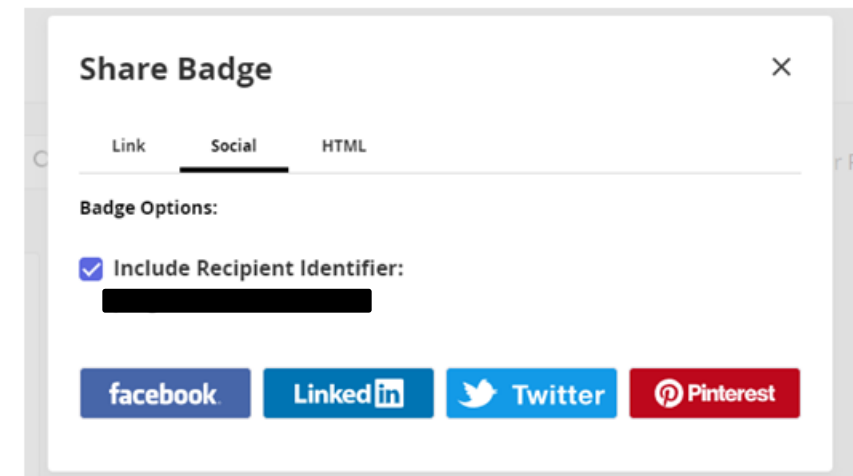 Share Badge
Link Social HTML
r F
Badge Options:
Include Recipient Identifier:
facebook. Linked in Twitter Pinterest